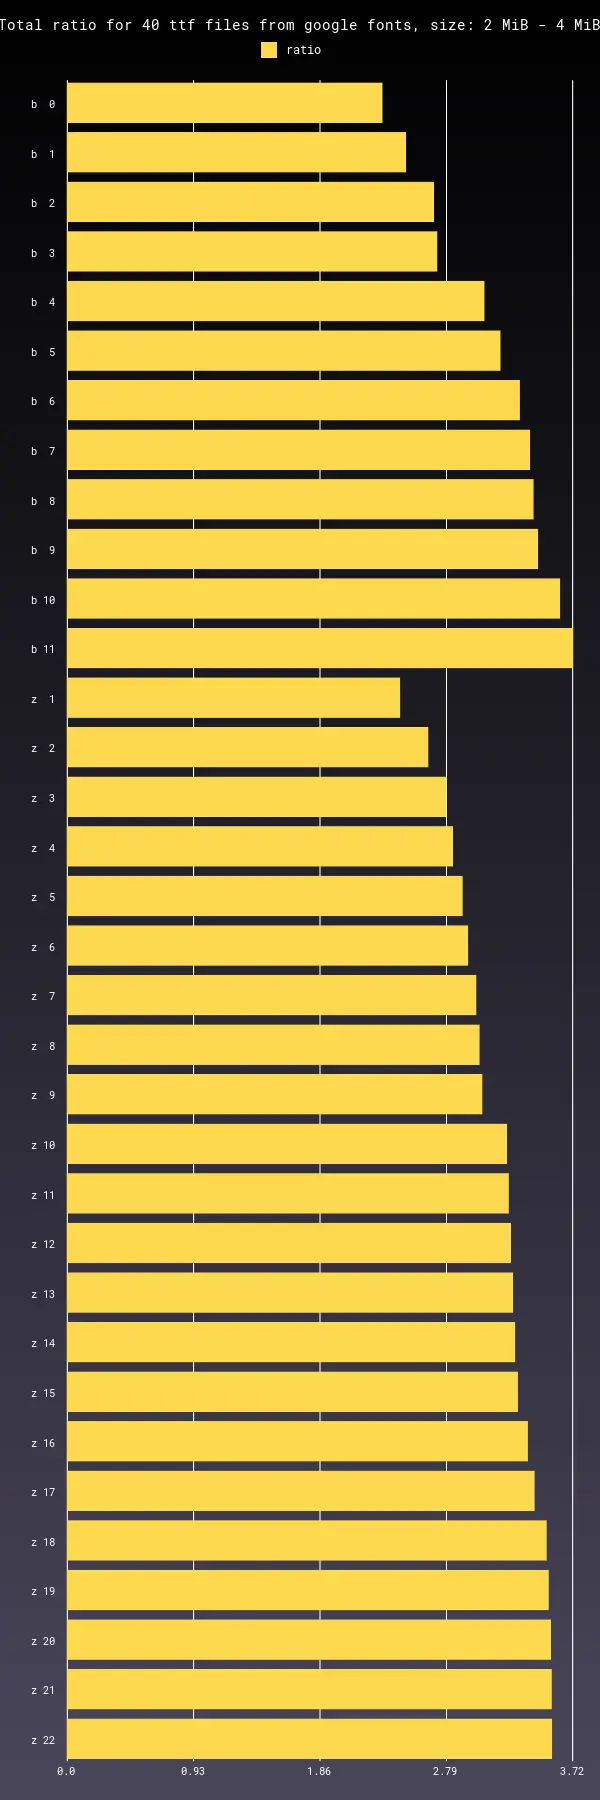 Total ratio for 40 ttf files from google fonts, size: 2 MiB - 4 MiB
ratio
b 0
b 1
b 2
b 3
b 4
b 5
b 6
b 7
b 8
b 9
b 10
b 11
z 1
z 2
z 3
z 4
z 5
z 6
z 7
z 8
z 9
z 10
z 11
z 12
z 13
z 14
z 15
z 16
z 17
z 18
z 19
z 20
z 21
z 22
0.0 0.93 1.86 2.79 3.72